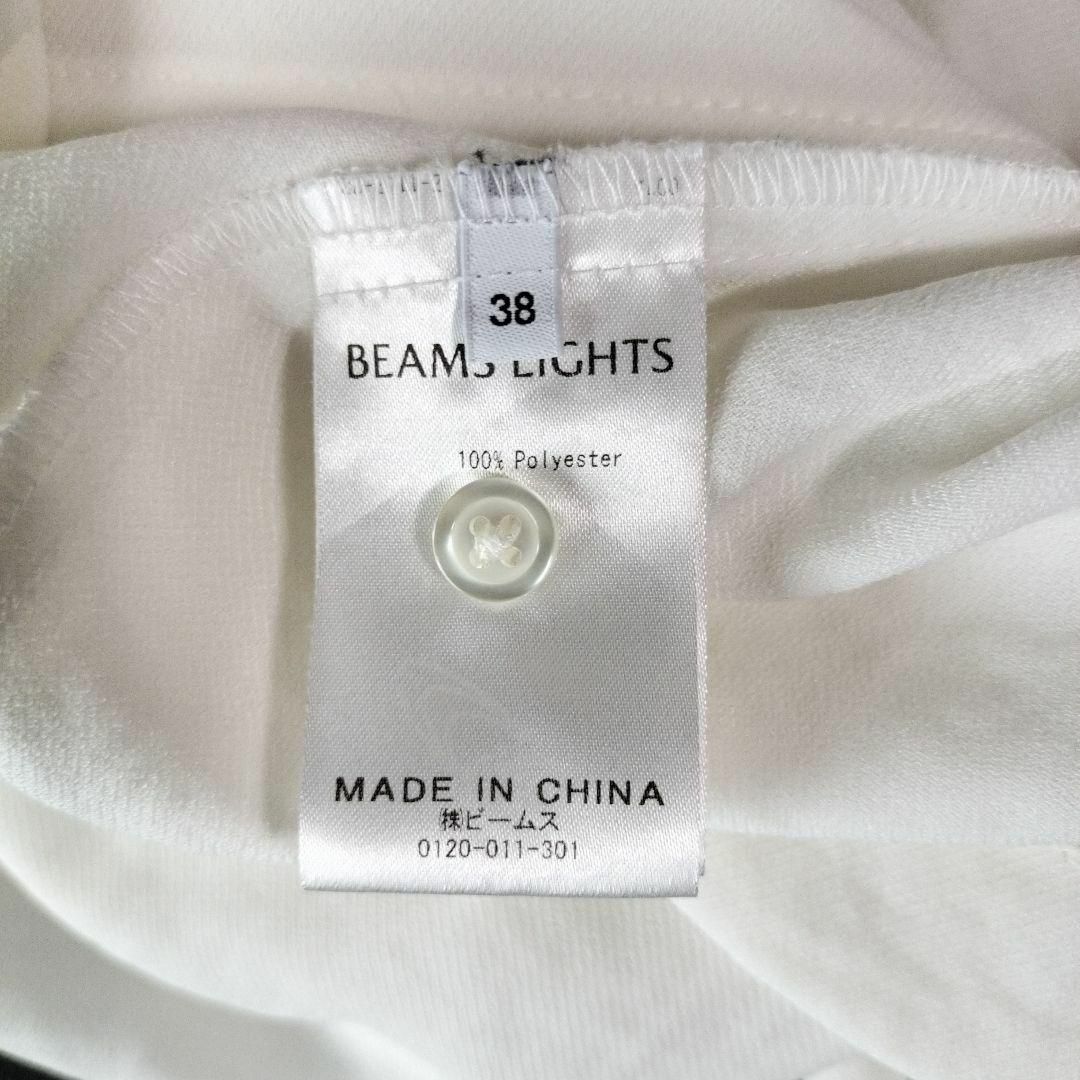 38
BEAMS LIGHTS
100% Polyester
MADE IN CHINA
㈱ビームス
0120-011-301